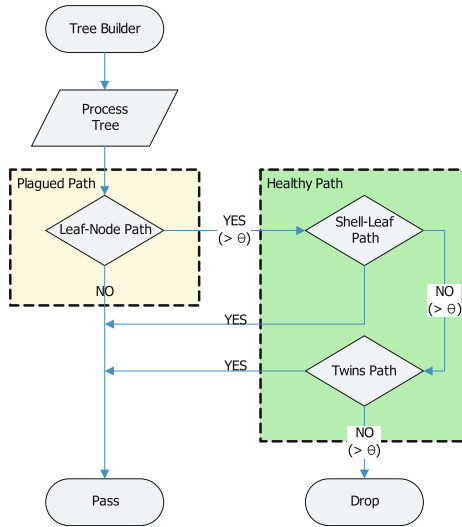 Tree Builder
Process
Tree
Plagued Path
Healthy Path
Leaf-Node Path
YES
(> Θ)
Shell-Leaf
Path
NO
NO
(> Θ)
YES
YES
Twins Path
NO
(> Θ)
Pass
Drop